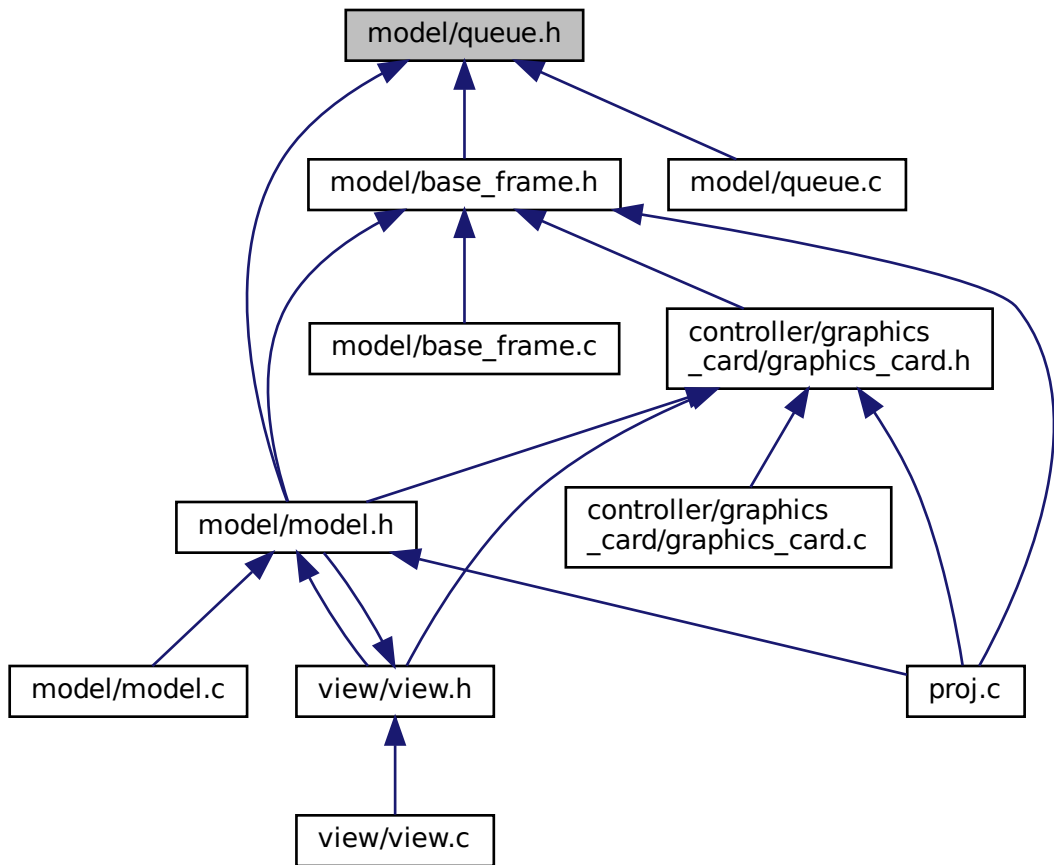 model/queue.h
model/base_frame.h
model/queue.c
model/base_frame.c
controller/graphics
_card/graphics_card.h
model/model.h
controller/graphics
_card/graphics_card.c
model/model.c
view/view.h
proj.c
view/view.c